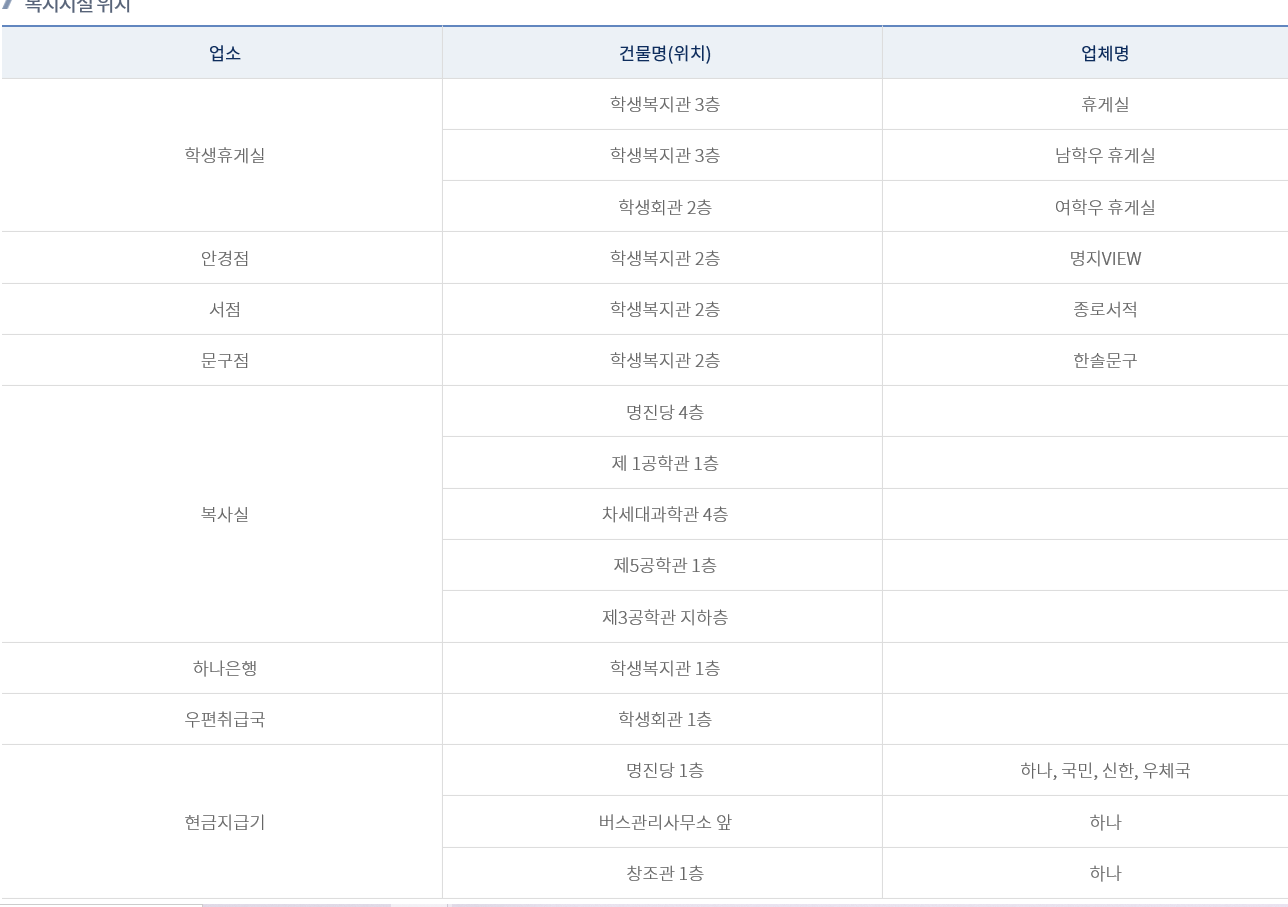 복지시설 위치
업소 건물명(위치) 업체명
학생휴게실 학생복지관 3층 휴게실
학생복지관 3층 남학우 휴게실
학생회관 2층 여학우 휴게실
안경점 학생복지관 2층 명지VIEW
서점 학생복지관 2층 종로서적
문구점 학생복지관 2층 한솔문구
복사실 명진당 4층
제 1공학관 1층
차세대과학관 4층
제5공학관 1층
제3공학관 지하층
하나은행 학생복지관 1층
우편취급국 학생회관 1층
현금지급기 명진당 1층 하나, 국민, 신한, 우체국
버스관리사무소 앞 하나
창조관 1층 하나